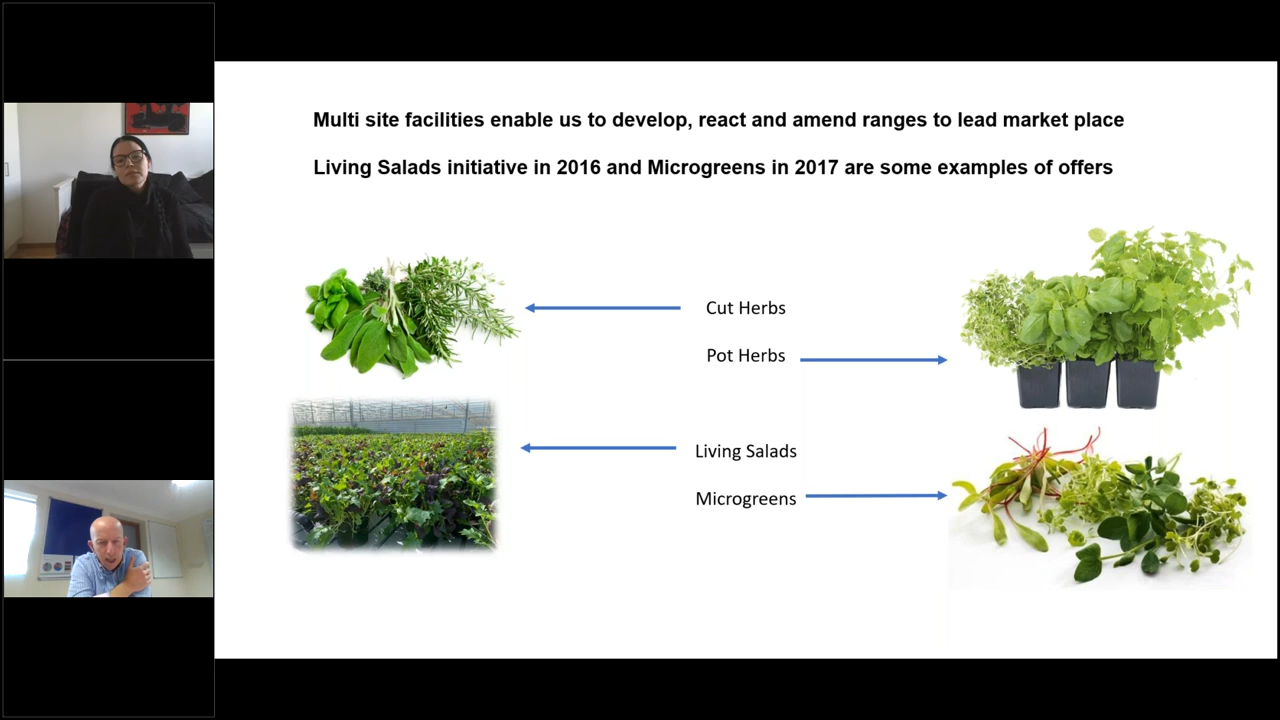 Multi site facilities enable us to develop, react and amend ranges to lead market place
Living Salads initiative in 2016 and Microgreens in 2017 are some examples of offers
Cut Herbs
Pot Herbs
Living Salads
Microgreens